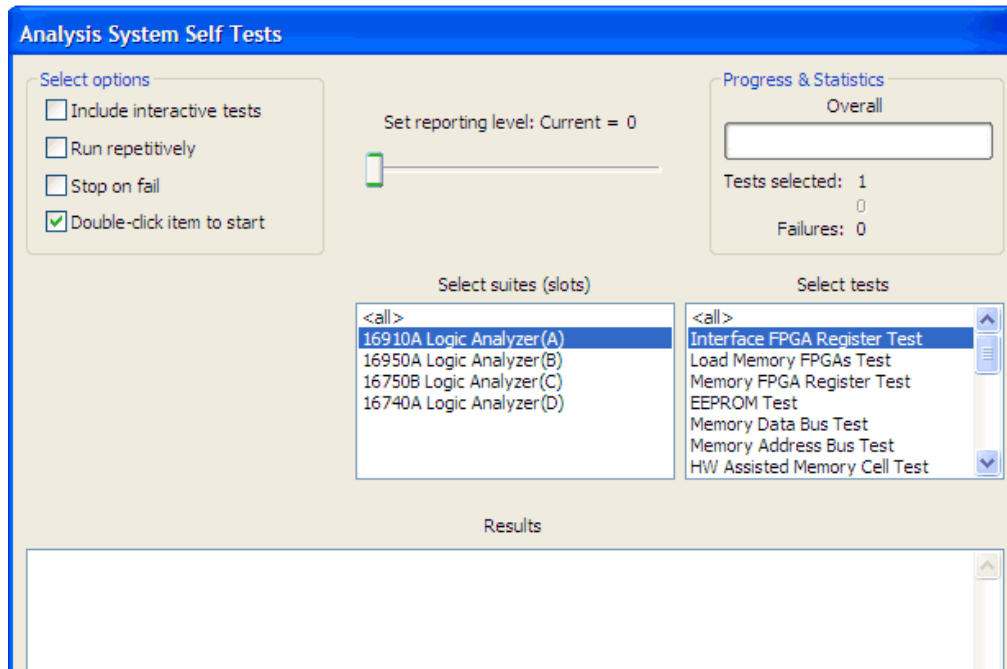 Analysis System Self Tests
Select options
Include interactive tests
Run repetitively
Stop on fail
Double-click item to start
Set reporting level: Current = 0
Progress & Statistics
Overall
Tests selected: 1
0
Failures: 0
Select suites (slots)
<all>
16910A Logic Analyzer(A)
16950A Logic Analyzer(B)
16750B Logic Analyzer(C)
16740A Logic Analyzer(D)
Select tests
<all>
Interface FPGA Register Test
Load Memory FPGAs Test
Memory FPGA Register Test
EEPROM Test
Memory Data Bus Test
Memory Address Bus Test
HW Assisted Memory Cell Test
Results